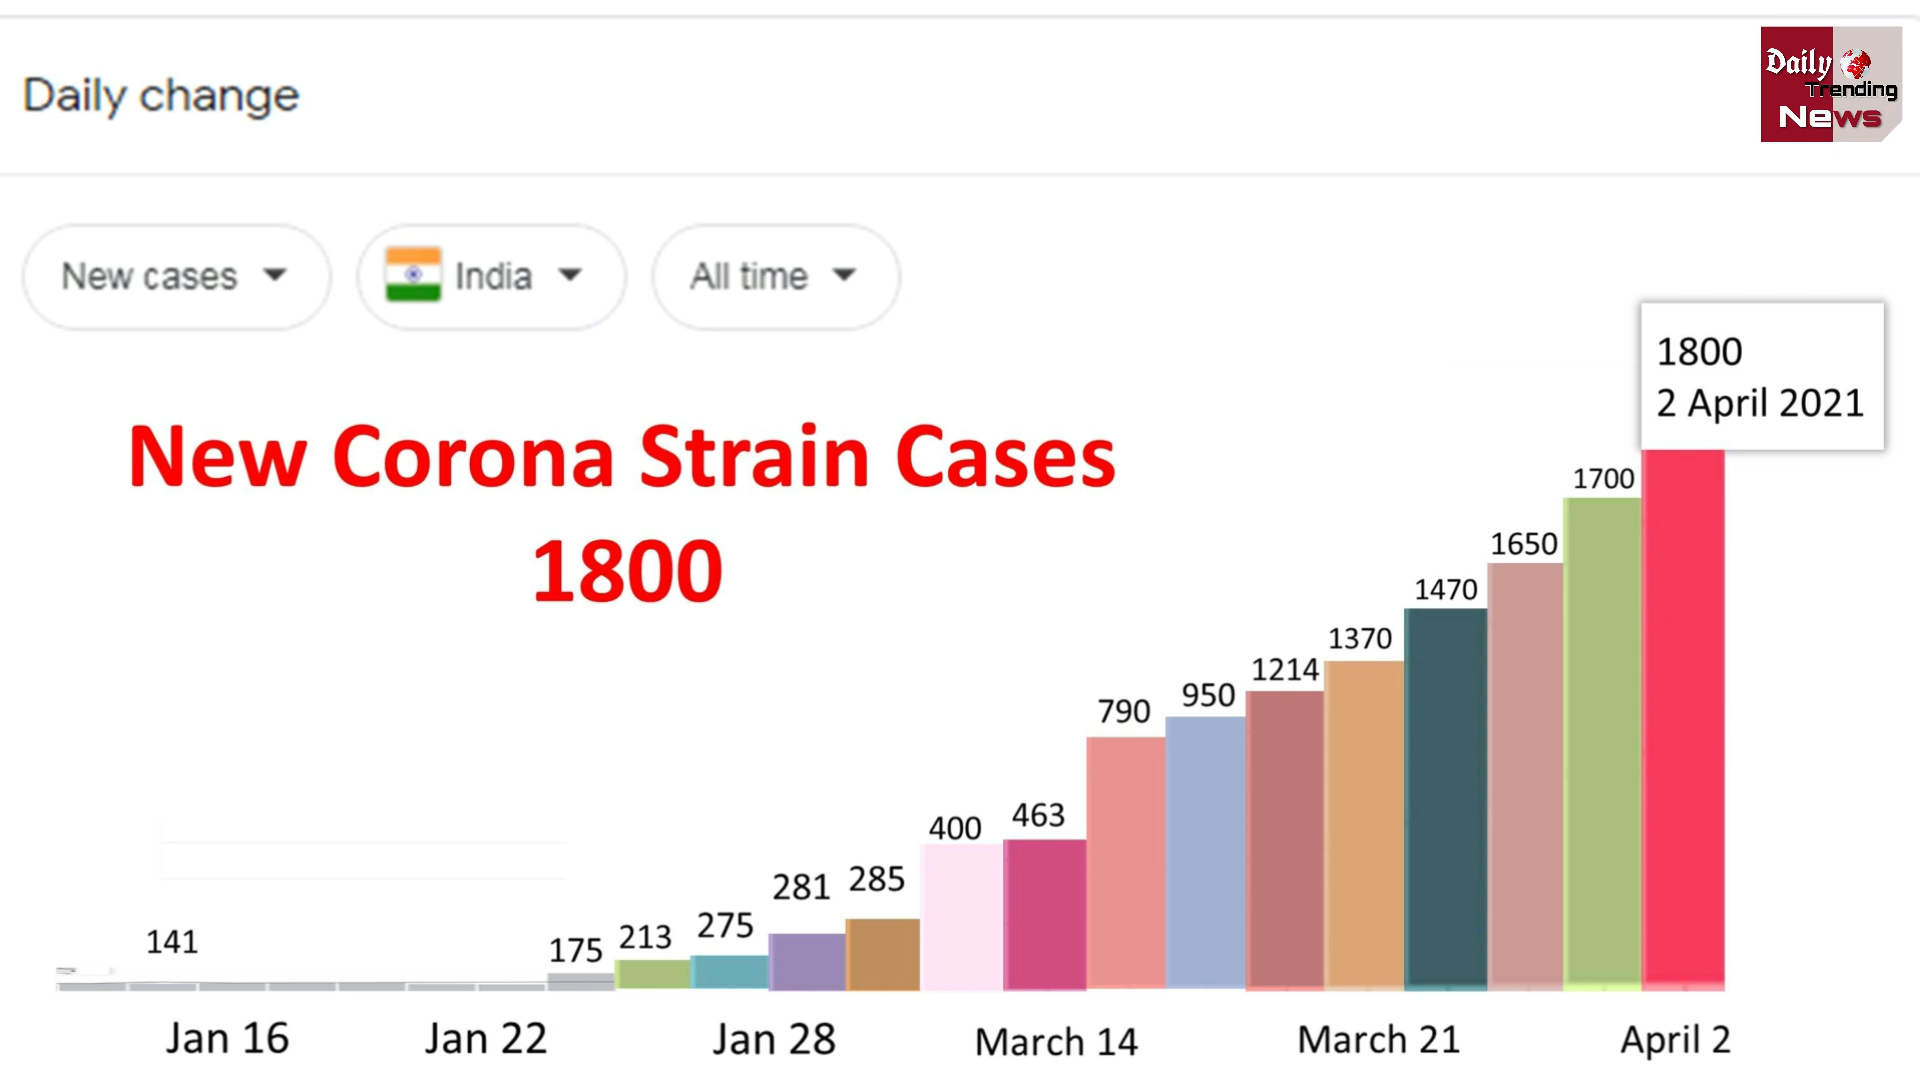 Daily change
Daily
Trending
News
New cases
India
All time
1800
2 April 2021
New Corona Strain Cases
1800
141
175
213
275
281
285
400
463
790
950
1214
1370
1470
1650
1700
Jan 16
Jan 22
Jan 28
March 14
March 21
April 2